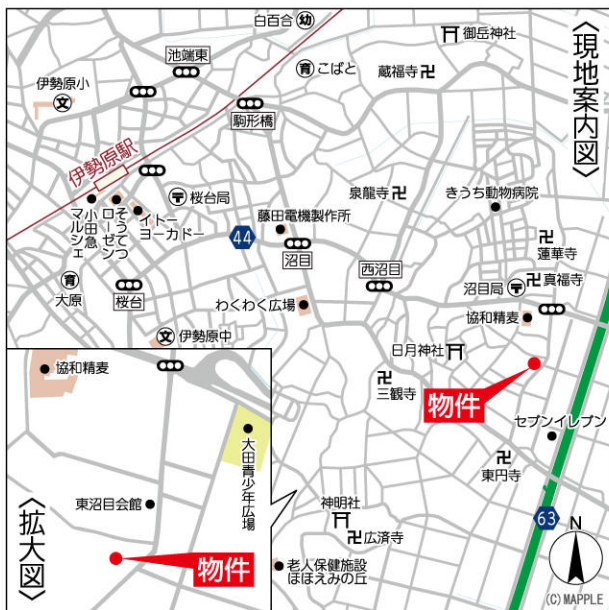 〈現地案内図〉
白百合 幼
御岳神社
池端東
育 こばと
蔵福寺
伊勢原小
文
駒形橋
伊勢原駅
桜台局
泉龍寺
きうち動物病院
小田急
マルシェ
そうてつ
ローゼン
イトー
ヨーカドー
藤田電機製作所
44
沼目
西沼目
蓮華寺
育
大原
桜台
わくわく広場
沼目局
真福寺
協和精麦
文 伊勢原中
日月神社
三観寺
物件
セブンイレブン
東円寺
神明社
広済寺
63
老人保健施設
ほほえみの丘
N
(C)MAPPLE
協和精麦
大田青少年広場
東沼目会館
物件
〈拡大図〉